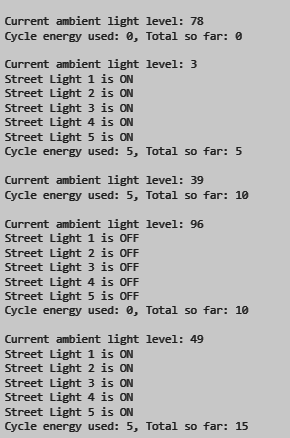 Current ambient light level: 78
Cycle energy used: 0, Total so far: 0
Current ambient light level: 3
Street Light 1 is ON
Street Light 2 is ON
Street Light 3 is ON
Street Light 4 is ON
Street Light 5 is ON
Cycle energy used: 5, Total so far: 5
Current ambient light level: 39
Cycle energy used: 5, Total so far: 10
Current ambient light level: 96
Street Light 1 is OFF
Street Light 2 is OFF
Street Light 3 is OFF
Street Light 4 is OFF
Street Light 5 is OFF
Cycle energy used: 0, Total so far: 10
Current ambient light level: 49
Street Light 1 is ON
Street Light 2 is ON
Street Light 3 is ON
Street Light 4 is ON
Street Light 5 is ON
Cycle energy used: 5, Total so far: 15